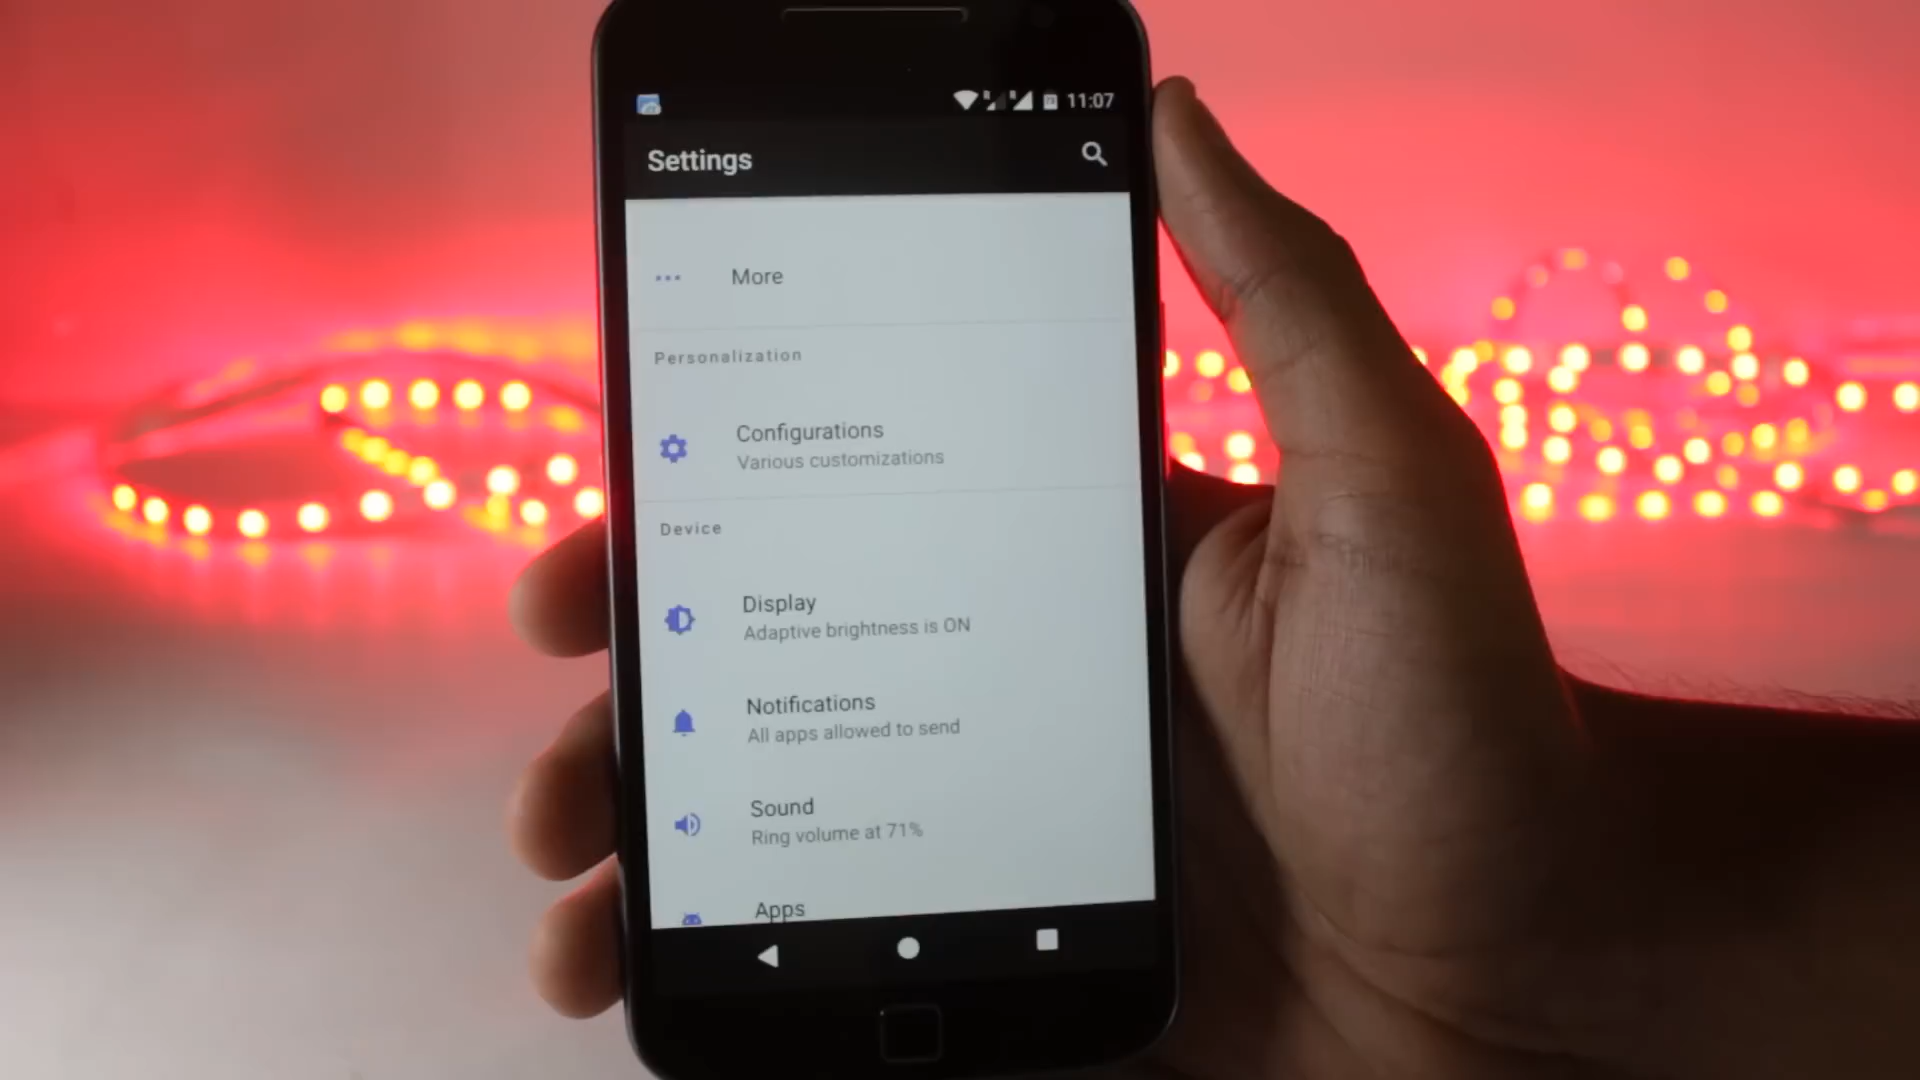 11:07
Settings
More
Personalization
Configurations
Various customizations
Device
Display
Adaptive brightness is ON
Notifications
All apps allowed to send
Sound
Ring volume at 71%
Apps